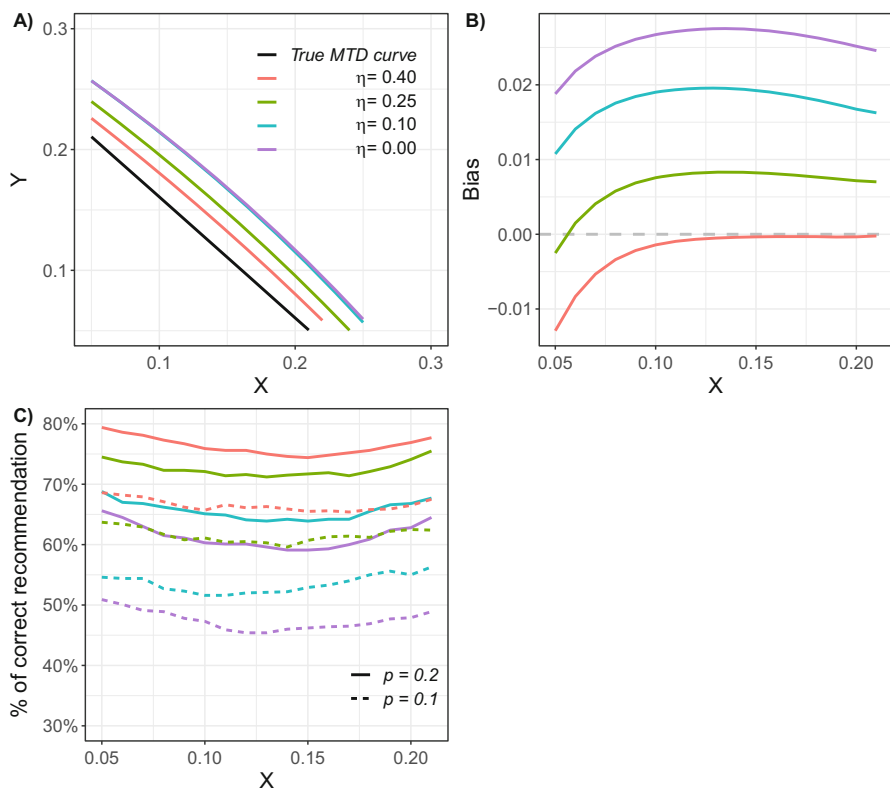 A)
Y
0.3
0.2
0.1
True MTD curve
η= 0.40
η= 0.25
η= 0.10
η= 0.00
0.1
0.2
0.3
X
B)
Bias
0.02
0.01
0.00
−0.01
0.05
0.10
0.15
0.20
X
C)
% of correct recommendation
80%
70%
60%
50%
40%
30%
p = 0.2
p = 0.1
0.05
0.10
0.15
0.20
X